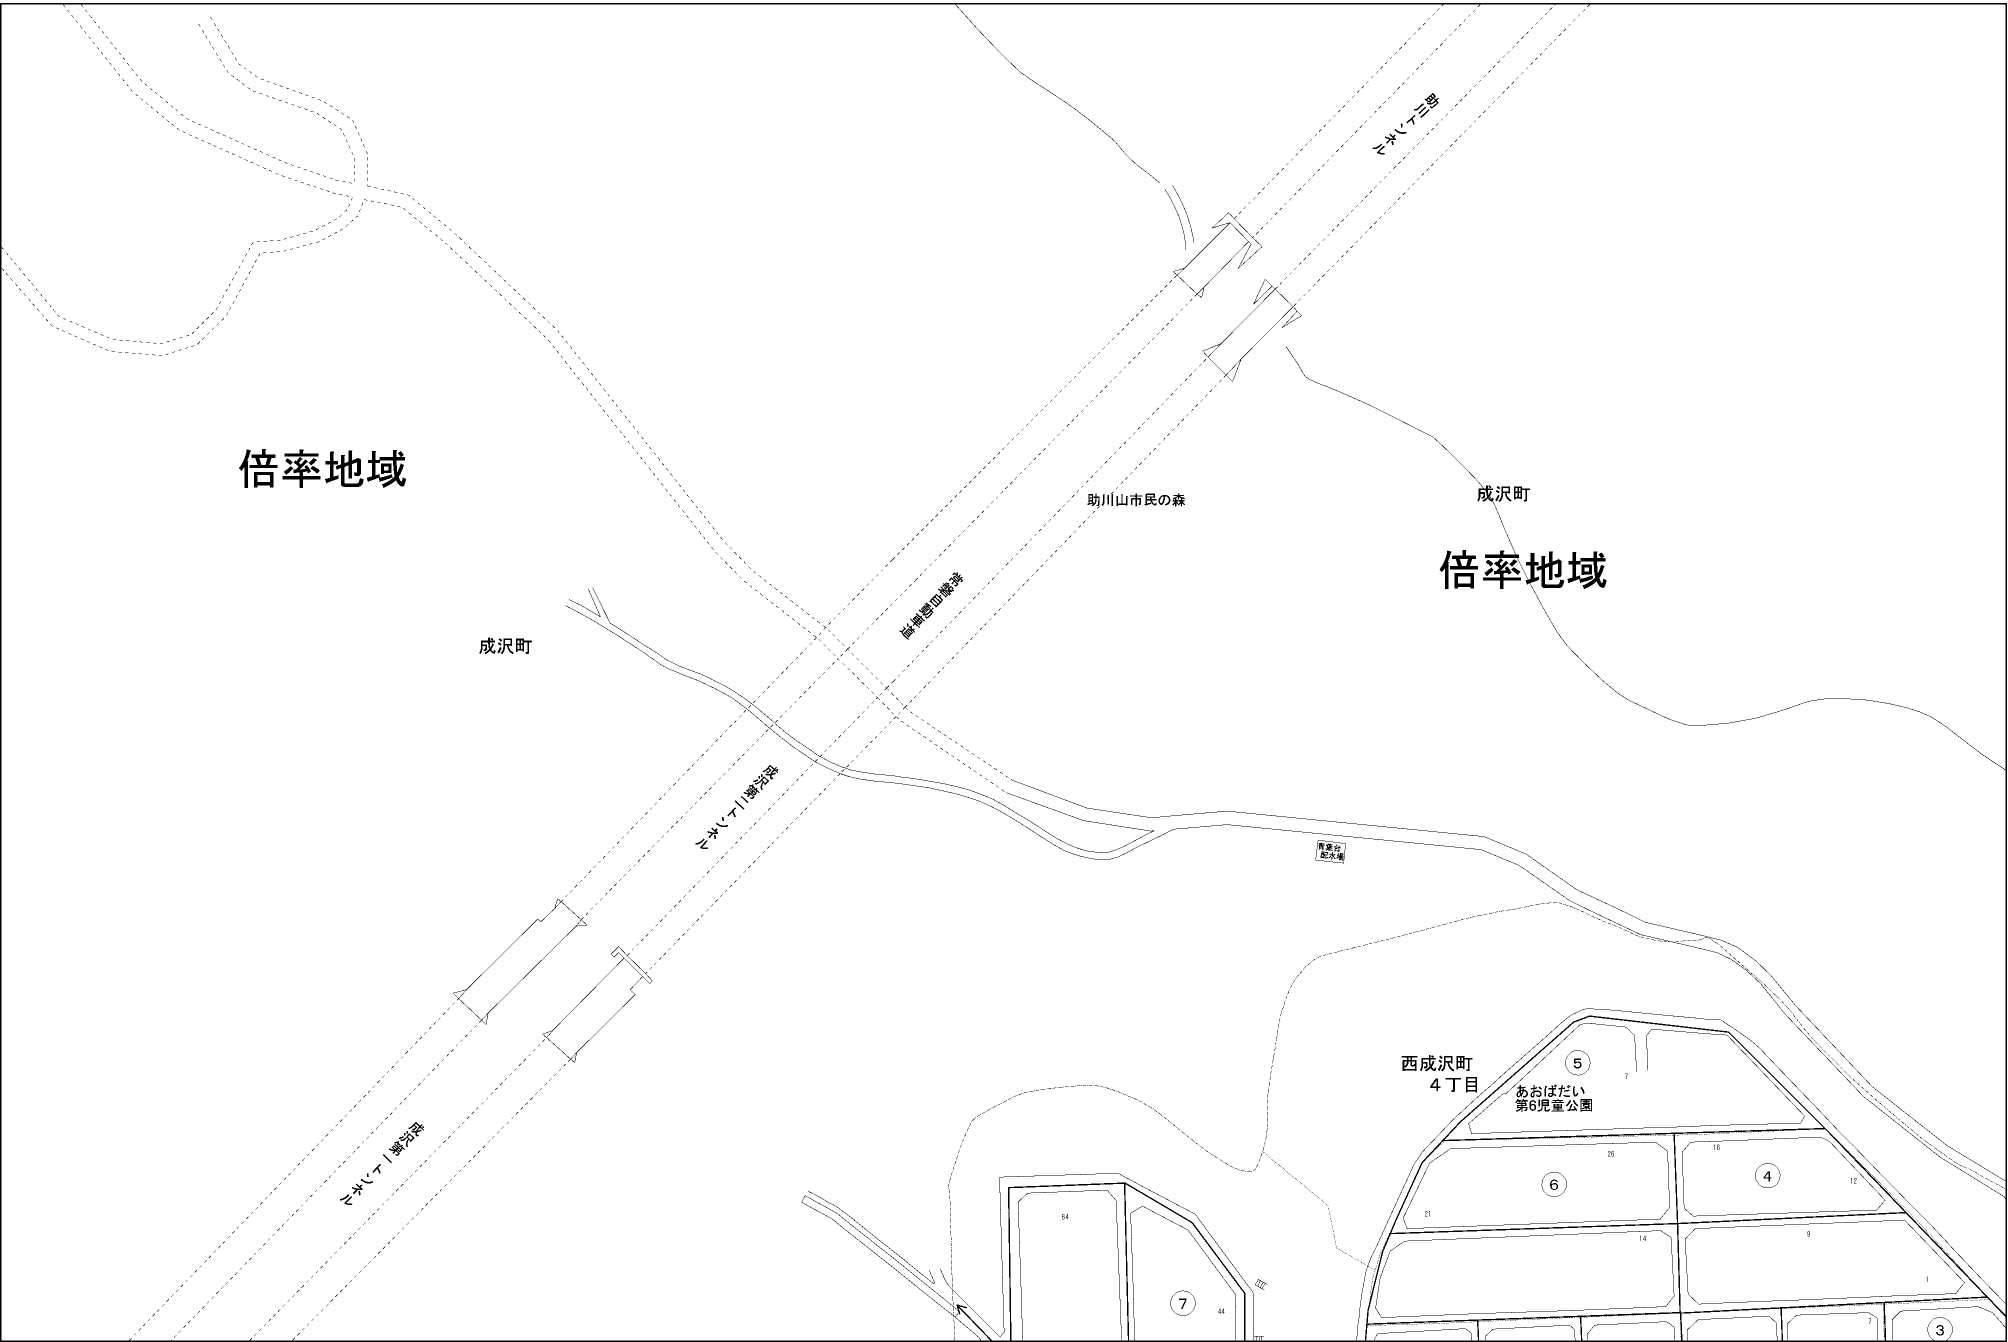 助川トンネル
倍率地域
助川山市民の森
成沢町
倍率地域
常磐自動車道
成沢町
成沢第二トンネル
青葉台
配水場
西成沢町
4丁目
5
7
あおばだい
第6児童公園
成沢第一トンネル
28
16
6
4
12
21
64
14
9
1
7
44
7
3